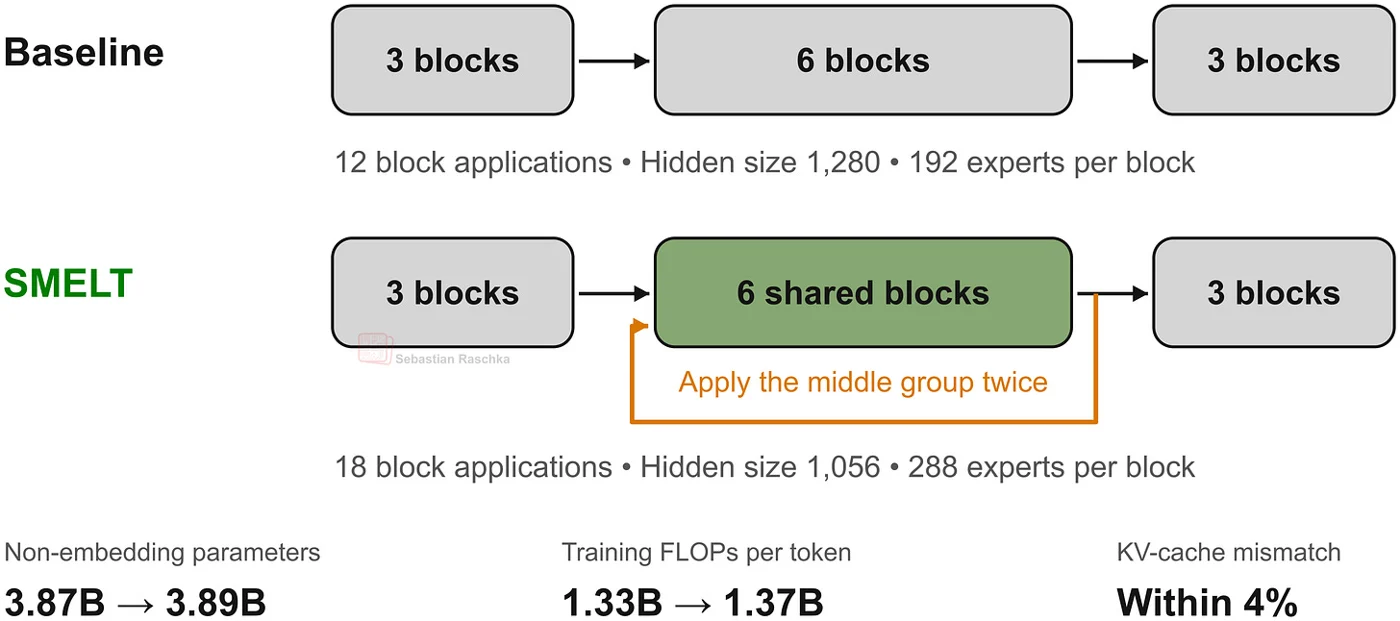 Baseline
3 blocks
6 blocks
3 blocks
12 block applications • Hidden size 1,280 • 192 experts per block
SMELT
3 blocks
6 shared blocks
3 blocks
Sebastian Raschka
Apply the middle group twice
18 block applications • Hidden size 1,056 • 288 experts per block
Non-embedding parameters
Training FLOPs per token
KV-cache mismatch
3.87B → 3.89B
1.33B → 1.37B
Within 4%